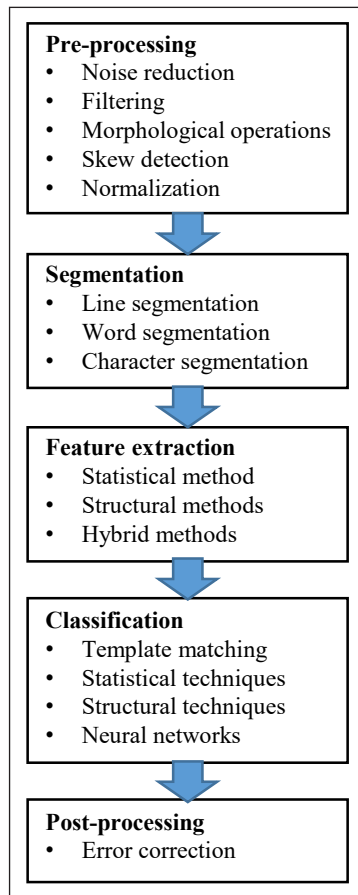 Pre-processing
• Noise reduction
• Filtering
• Morphological operations
• Skew detection
• Normalization
Segmentation
• Line segmentation
• Word segmentation
• Character segmentation
Feature extraction
• Statistical method
• Structural methods
• Hybrid methods
Classification
• Template matching
• Statistical techniques
• Structural techniques
• Neural networks
Post-processing
• Error correction